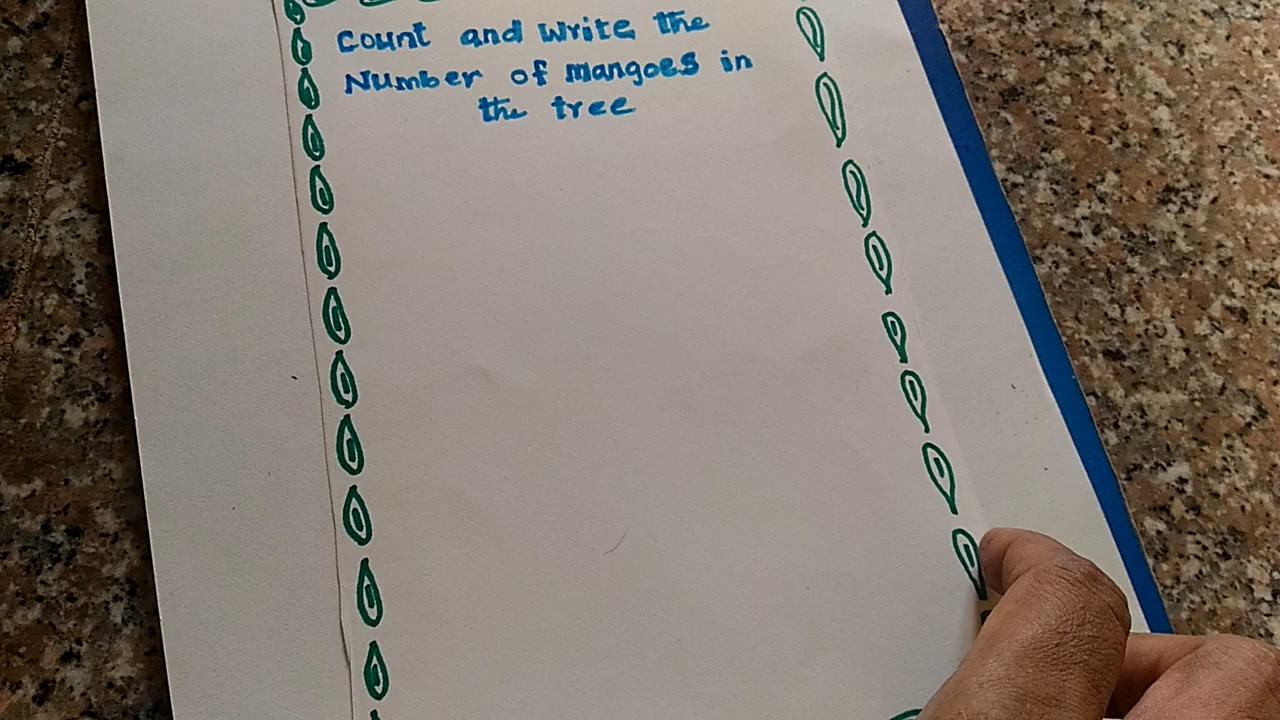 Count and Write the
Number of mangoes in
the tree